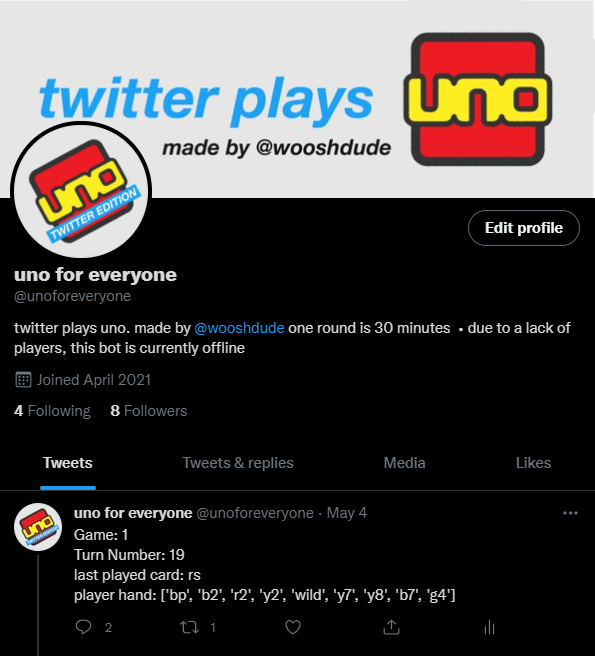 twitter plays
UNO
made by @wooshdude
UNO
TWITTER EDITION
Edit profile
uno for everyone
@unoforeveryone
twitter plays uno. made by @wooshdude one round is 30 minutes • due to a lack of
players, this bot is currently offline
Joined April 2021
4 Following 8 Followers
Tweets Tweets & replies Media Likes
uno for everyone @unoforeveryone · May 4
Game: 1
Turn Number: 19
last played card: rs
player hand: ['bp', 'b2', 'r2', 'y2', 'wild', 'y7', 'y8', 'b7', 'g4']
2 1